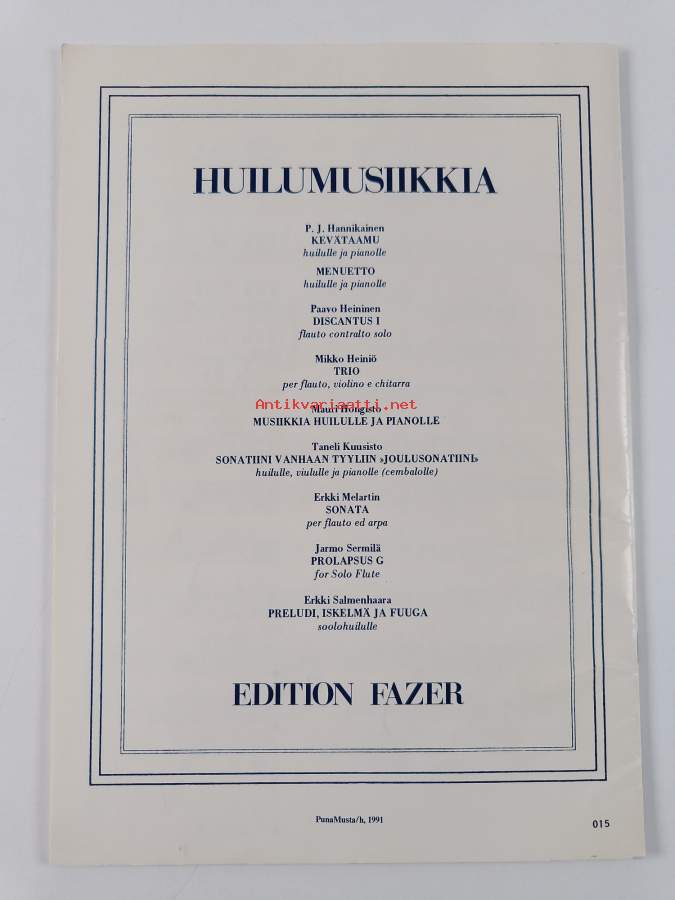 HUILUMUSIIKKIA
P. J. Hannikainen
KEVÄTAAMU
huilulle ja pianolle
MENUETTO
huilulle ja pianolle
Paavo Heininen
DISCANTUS I
flauto contralto solo
Mikko Heiniö
TRIO
per flauto, violino e chitarra
Antikvariaatti.net
Mauri Hongisto
MUSIIKKIA HUILULLE JA PIANOLLE
Taneli Kuusisto
SONATIINI VANHAAN TYYLIIN »JOULUSONATIINI»
huilulle, viululle ja pianolle (cembalolle)
Erkki Melartin
SONATA
per flauto ed arpa
Jarmo Sermilä
PROLAPSUS G
for Solo Flute
Erkki Salmenhaara
PRELUDI, ISKELMÄ JA FUUGA
soolohuilulle
EDITION FAZER
PunaMusta/h, 1991
015